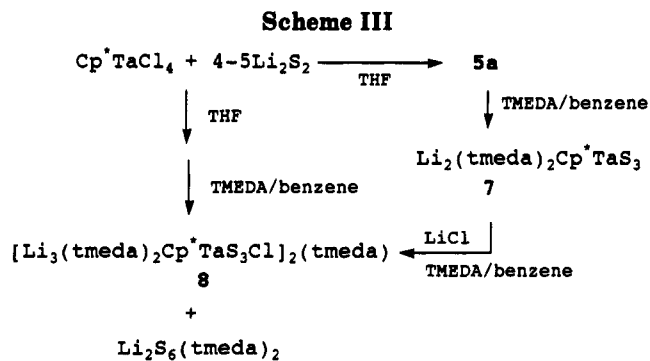 Scheme III
Cp*TaCl4 + 4-5Li2S2 THF 5a
THF TMEDA/benzene
TMEDA/benzene Li2(tmeda)2Cp*TaS3
7
[Li3(tmeda)2Cp*TaS3Cl]2(tmeda) LiCl
TMEDA/benzene
8
+
Li2S6(tmeda)2